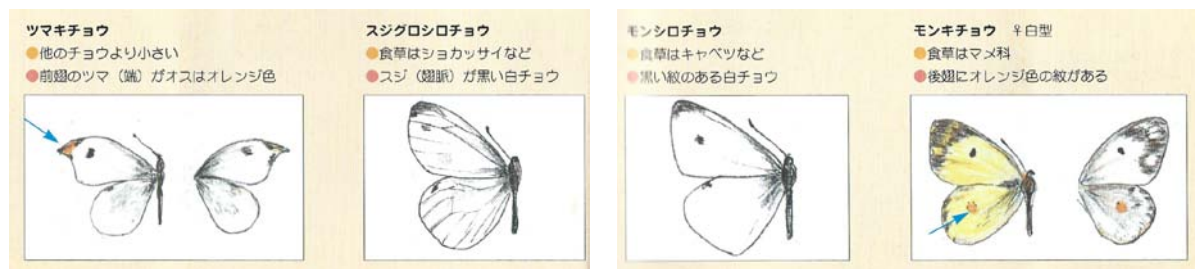 ツマキチョウ
●他のチョウより小さい
●前翅のツマ（端）がオスはオレンジ色
スジグロシロチョウ
●食草はショカッサイなど
●スジ（翅脈）が黒い白チョウ
モンシロチョウ
●食草はキャベツなど
●黒い紋のある白チョウ
モンキチョウ ♀白型
●食草はマメ科
●後翅にオレンジ色の紋がある